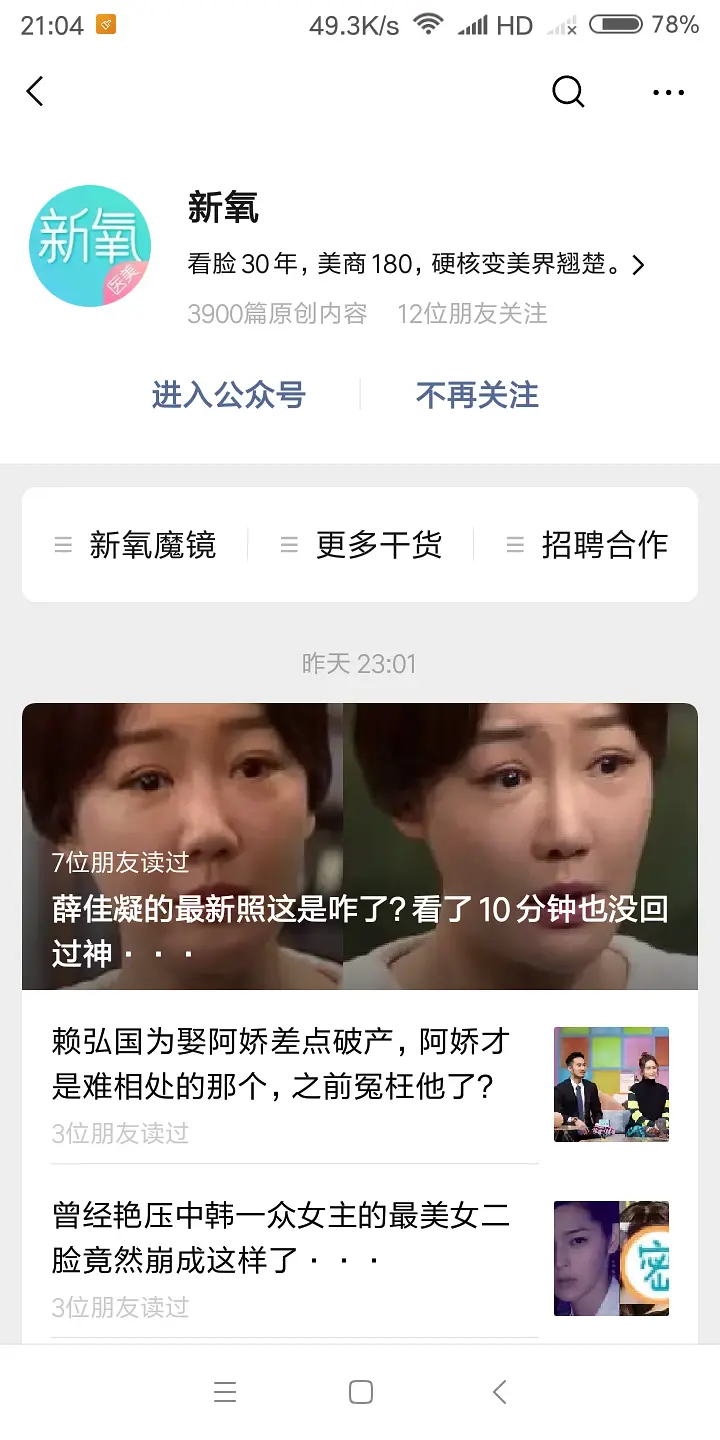 21:04
49.3K/s
HD
78%
新氧
医美
新氧
看脸30年，美商180，硬核变美界翘楚。
3900篇原创内容 12位朋友关注
进入公众号 不再关注
新氧魔镜 更多干货 招聘合作
昨天 23:01
7位朋友读过
薛佳凝的最新照这是咋了？看了10分钟也没回
过神···
赖弘国为娶阿娇差点破产，阿娇才
是难相处的那个，之前冤枉他了？
3位朋友读过
曾经艳压中韩一众女主的最美女二
脸竟然崩成这样了···
3位朋友读过
密